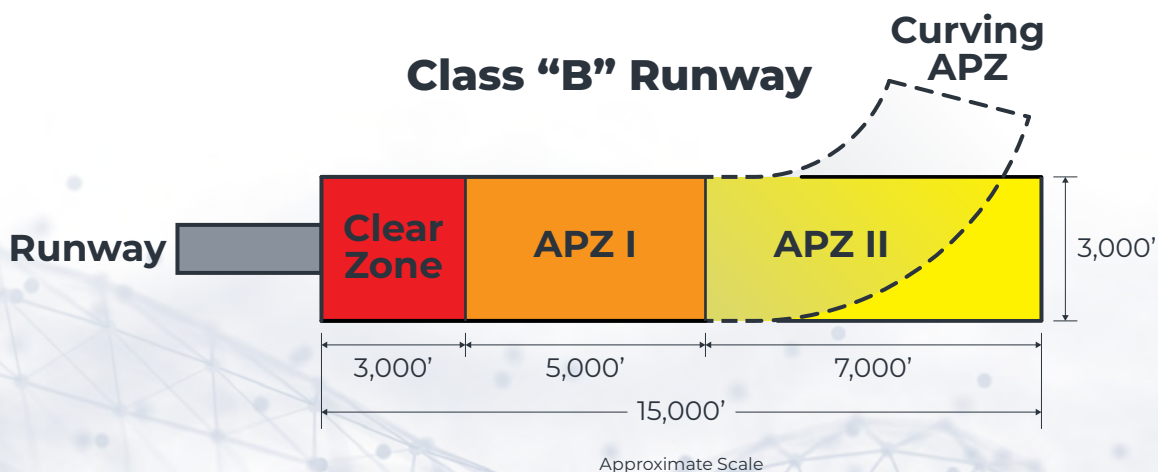 Curving
APZ
Class “B” Runway
Runway
Clear
Zone
APZ I
APZ II
3,000’
3,000’
5,000’
7,000’
15,000’
Approximate Scale